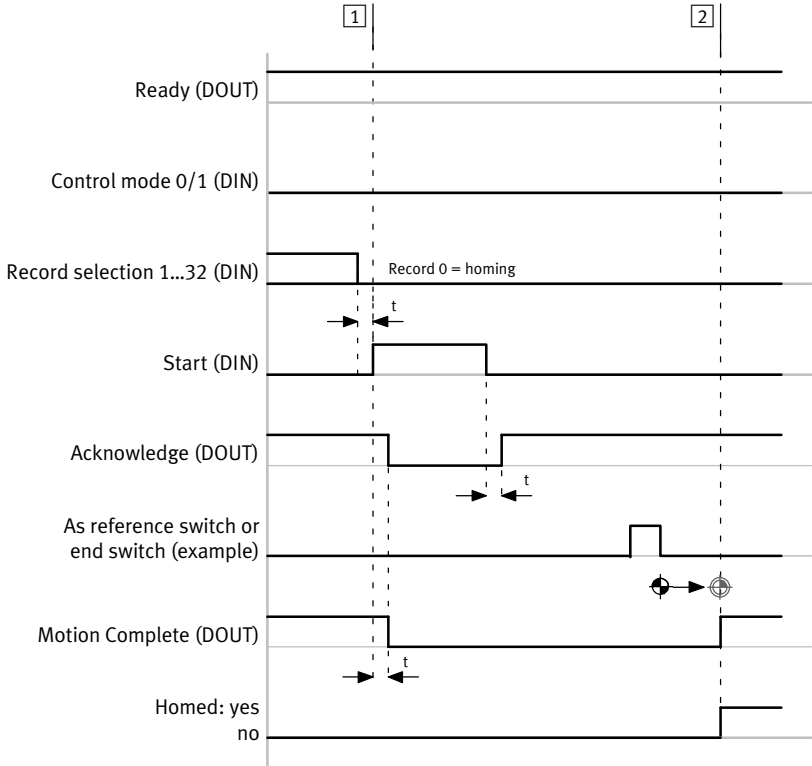 1
2
Ready (DOUT)
Control mode 0/1 (DIN)
Record selection 1...32 (DIN)
Record 0 = homing
t
Start (DIN)
Acknowledge (DOUT)
t
As reference switch or
end switch (example)
Motion Complete (DOUT)
t
Homed: yes
no